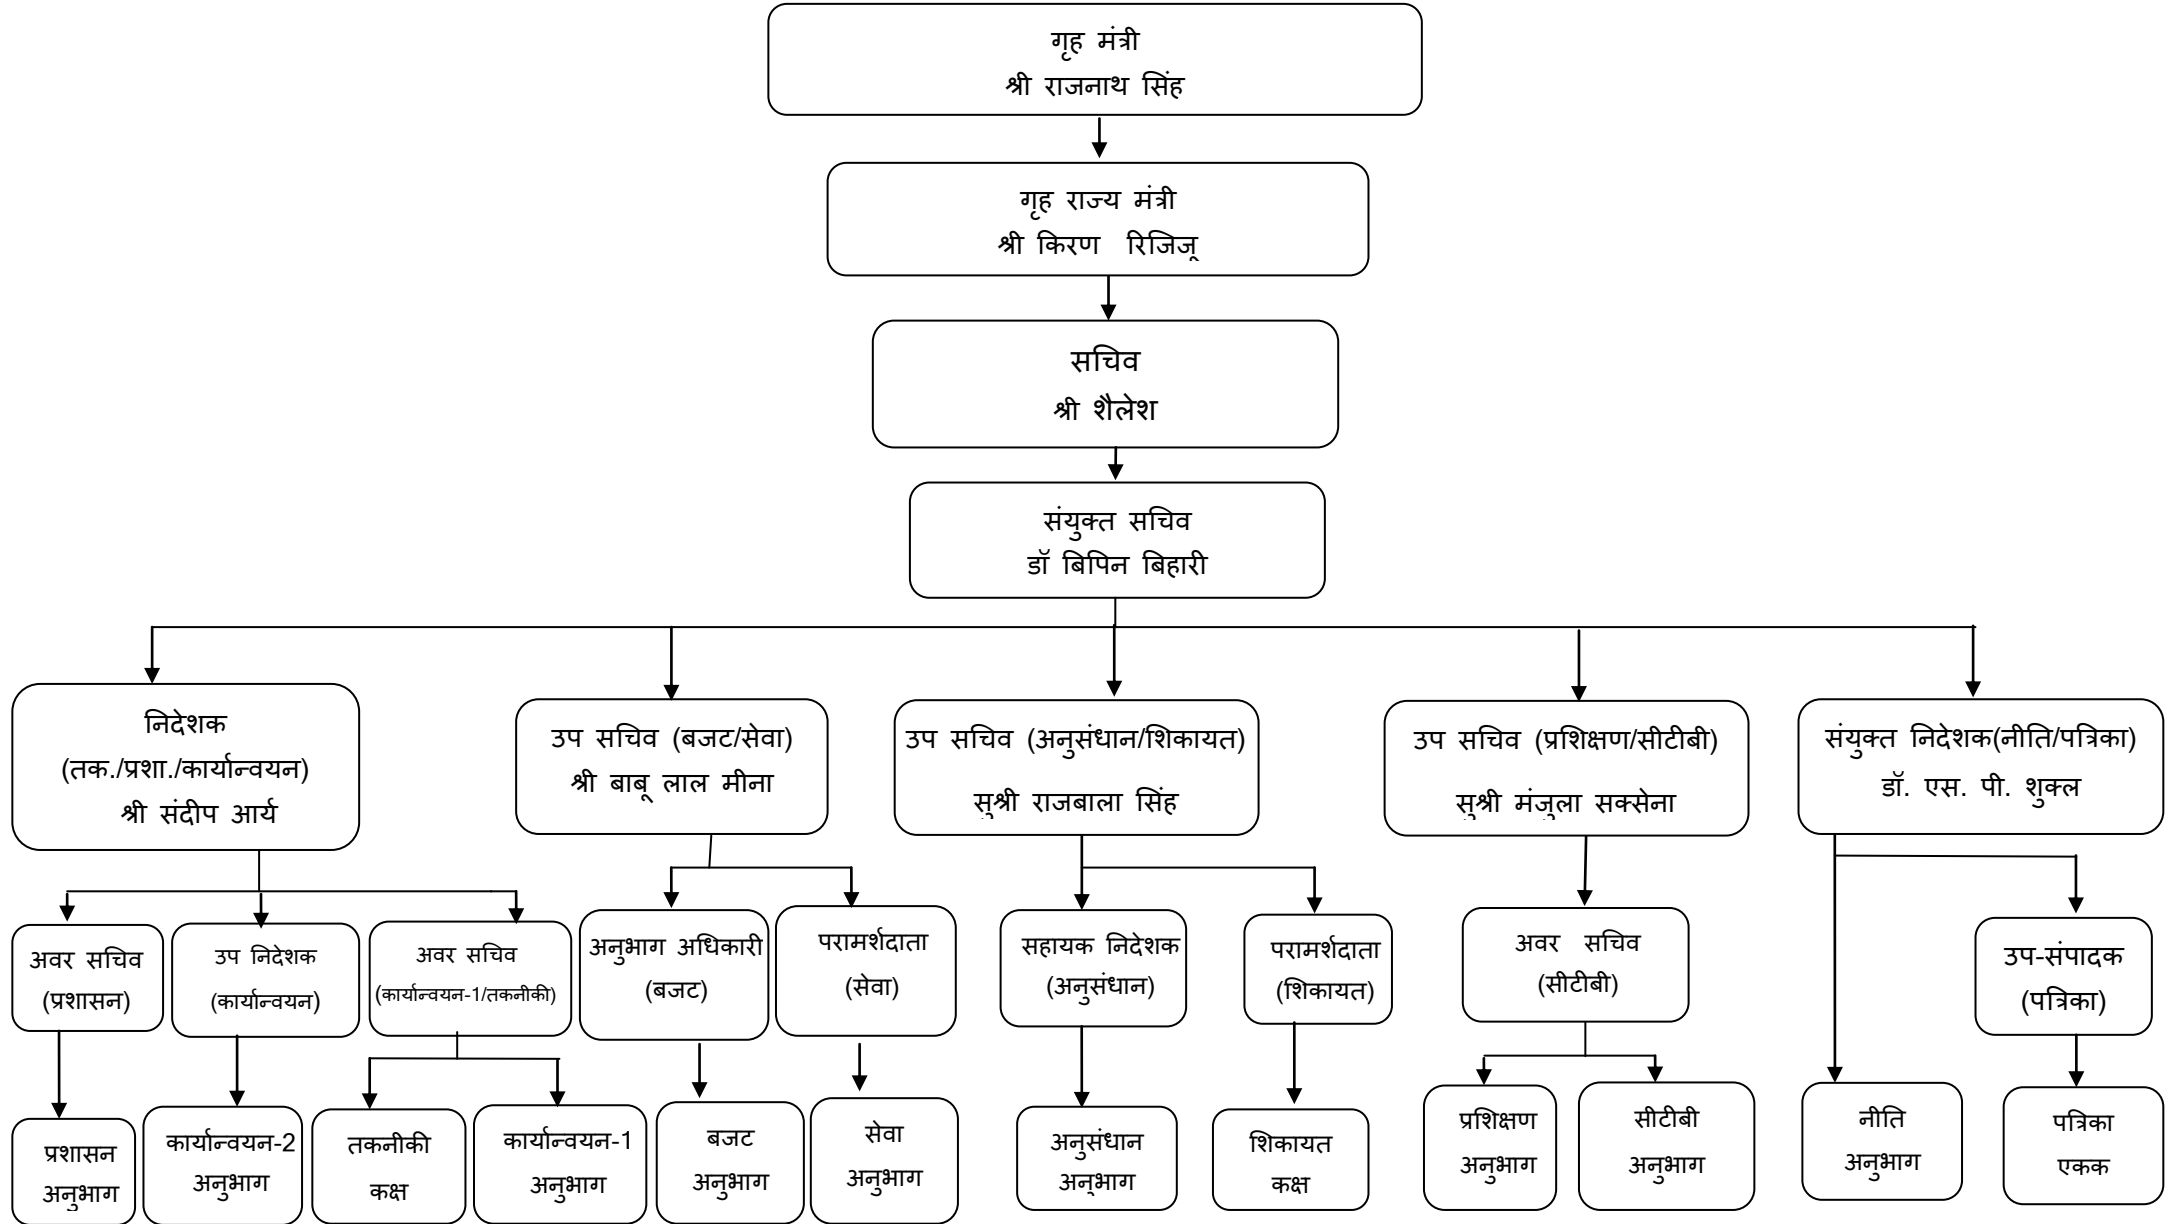 गृह मंत्री
श्री राजनाथ सिंह
गृह राज्य मंत्री
श्री किरण रिजिजू
सचिव
श्री शैलेश
संयुक्त सचिव
डॉ बिपिन बिहारी
निदेशक
(तक./प्रशा./कार्यान्वयन)
श्री संदीप आर्य
उप सचिव (बजट/सेवा)
श्री बाबू लाल मीना
उप सचिव (अनुसंधान/शिकायत)
सुश्री राजबाला सिंह
उप सचिव (प्रशिक्षण/सीटीबी)
सुश्री मंजुला सक्सेना
संयुक्त निदेशक(नीति/पत्रिका)
डॉ. एस. पी. शुक्ल
अवर सचिव
(प्रशासन)
उप निदेशक
(कार्यान्वयन)
अवर सचिव
(कार्यान्वयन-1/तकनीकी)
अनुभाग अधिकारी
(बजट)
परामर्शदाता
(सेवा)
सहायक निदेशक
(अनुसंधान)
परामर्शदाता
(शिकायत)
अवर सचिव
(सीटीबी)
उप-संपादक
(पत्रिका)
प्रशासन
अनुभाग
कार्यान्वयन-2
अनुभाग
तकनीकी
कक्ष
कार्यान्वयन-1
अनुभाग
बजट
अनुभाग
सेवा
अनुभाग
अनुसंधान
अनुभाग
शिकायत
कक्ष
प्रशिक्षण
अनुभाग
सीटीबी
अनुभाग
नीति
अनुभाग
पत्रिका
एकक